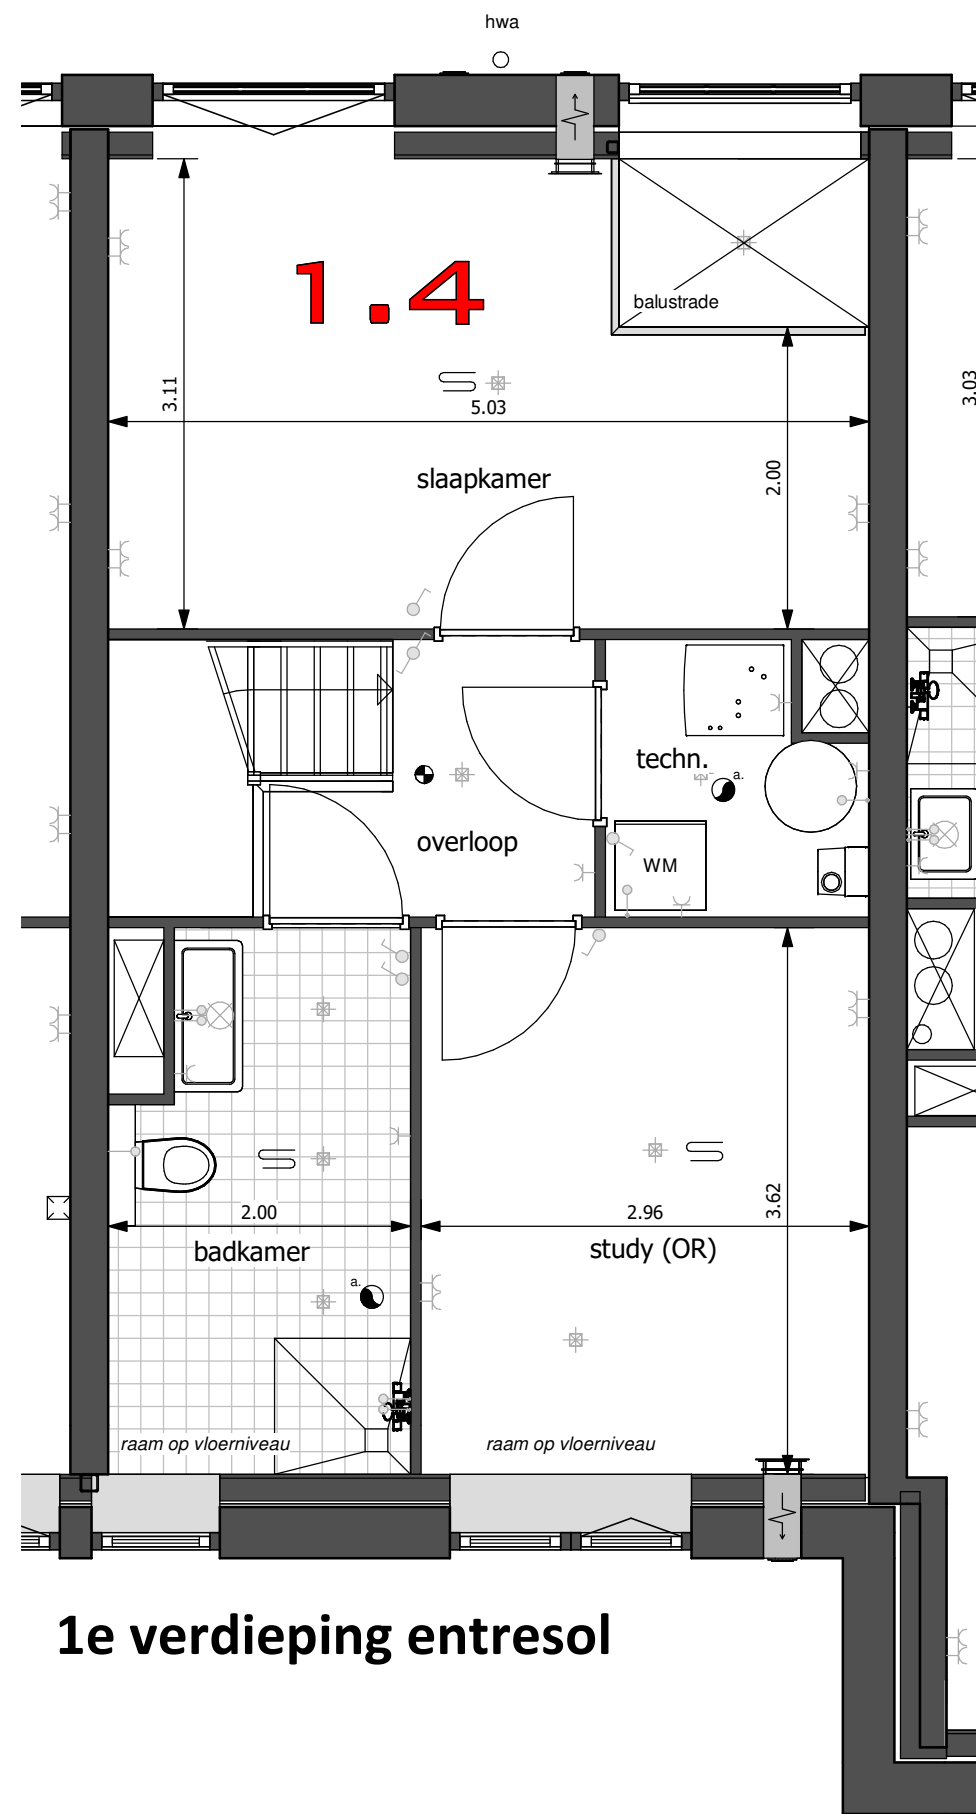 hwa
1.4
balustrade
3.11
5.03
3.03
slaapkamer
2.00
techn.
a.
overloop
WM
2.00
2.96
3.62
badkamer
study (OR)
a.
raam op vloerniveau
raam op vloerniveau
1e verdieping entresol